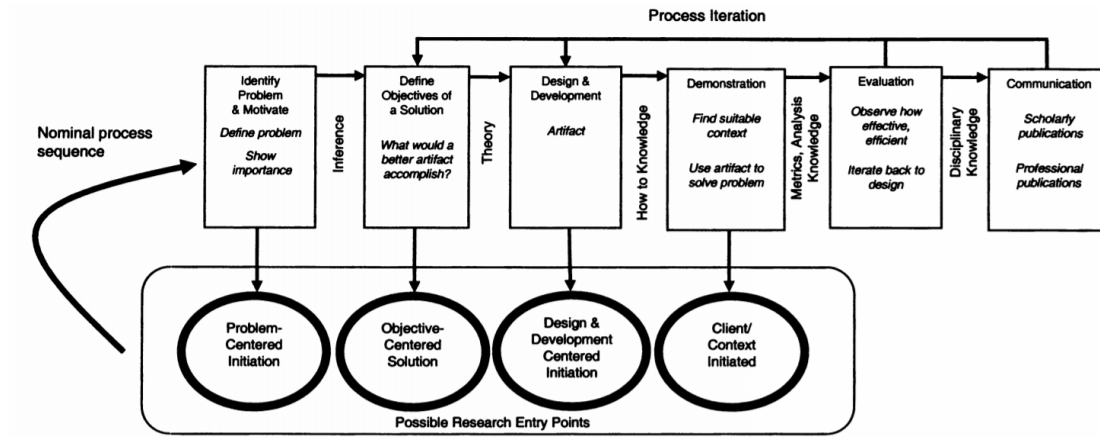 Process Iteration
Nominal process
sequence
Identify
Problem
& Motivate
Define problem
Show
importance
Inference
Define
Objectives of
a Solution
What would a
better artifact
accomplish?
Theory
Design &
Development
Artifact
How to Knowledge
Demonstration
Find suitable
context
Use artifact to
solve problem
Metrics, Analysis
Knowledge
Evaluation
Observe how
effective,
efficient
Iterate back to
design
Disciplinary
Knowledge
Communication
Scholarly
publications
Professional
publications
Problem-
Centered
Initiation
Objective-
Centered
Solution
Design &
Development
Centered
Initiation
Client/
Context
Initiated
Possible Research Entry Points